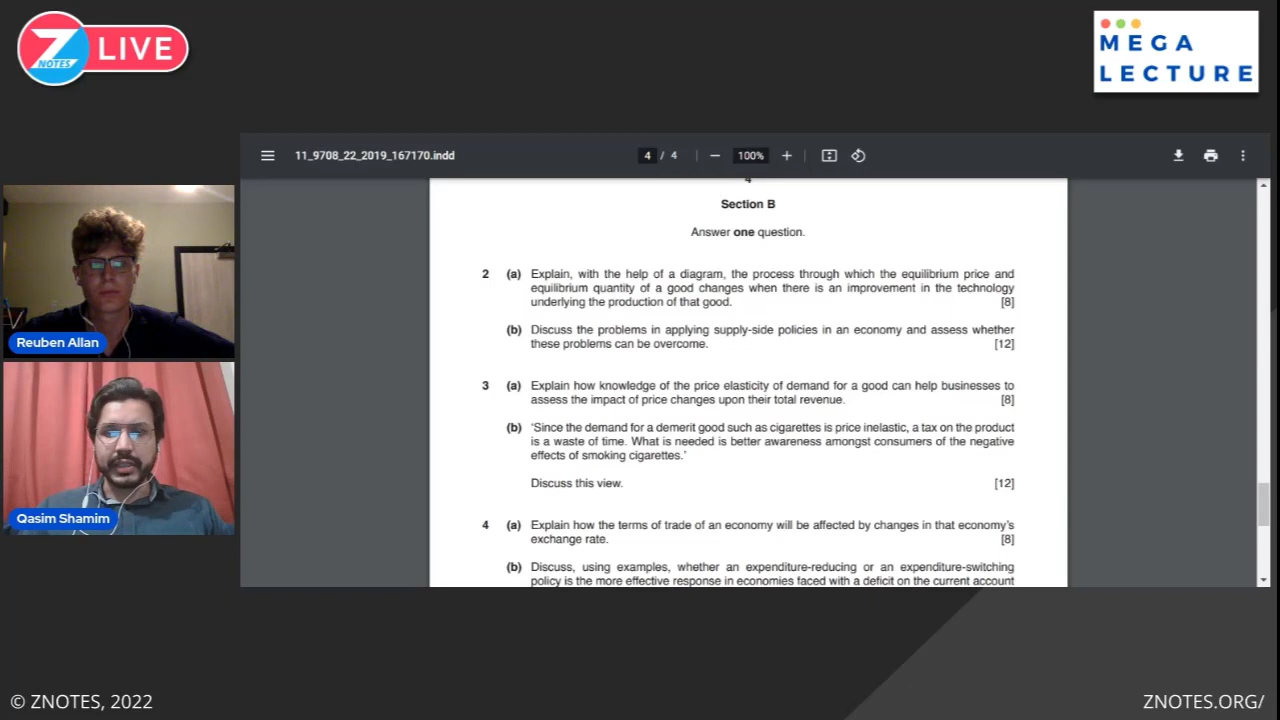 Z NOTES LIVE
MEGA
LECTURE
11_9708_22_2019_167170.indd
4 / 4
100%
4
Section B
Answer one question.
2 (a) Explain, with the help of a diagram, the process through which the equilibrium price and
equilibrium quantity of a good changes when there is an improvement in the technology
underlying the production of that good. [8]
(b) Discuss the problems in applying supply-side policies in an economy and assess whether
these problems can be overcome. [12]
3 (a) Explain how knowledge of the price elasticity of demand for a good can help businesses to
assess the impact of price changes upon their total revenue. [8]
(b) 'Since the demand for a demerit good such as cigarettes is price inelastic, a tax on the product
is a waste of time. What is needed is better awareness amongst consumers of the negative
effects of smoking cigarettes.'
Discuss this view. [12]
4 (a) Explain how the terms of trade of an economy will be affected by changes in that economy's
exchange rate. [8]
(b) Discuss, using examples, whether an expenditure-reducing or an expenditure-switching
policy is the more effective response in economies faced with a deficit on the current account
Reuben Allan
Qasim Shamim
© ZNOTES, 2022
ZNOTES.ORG/